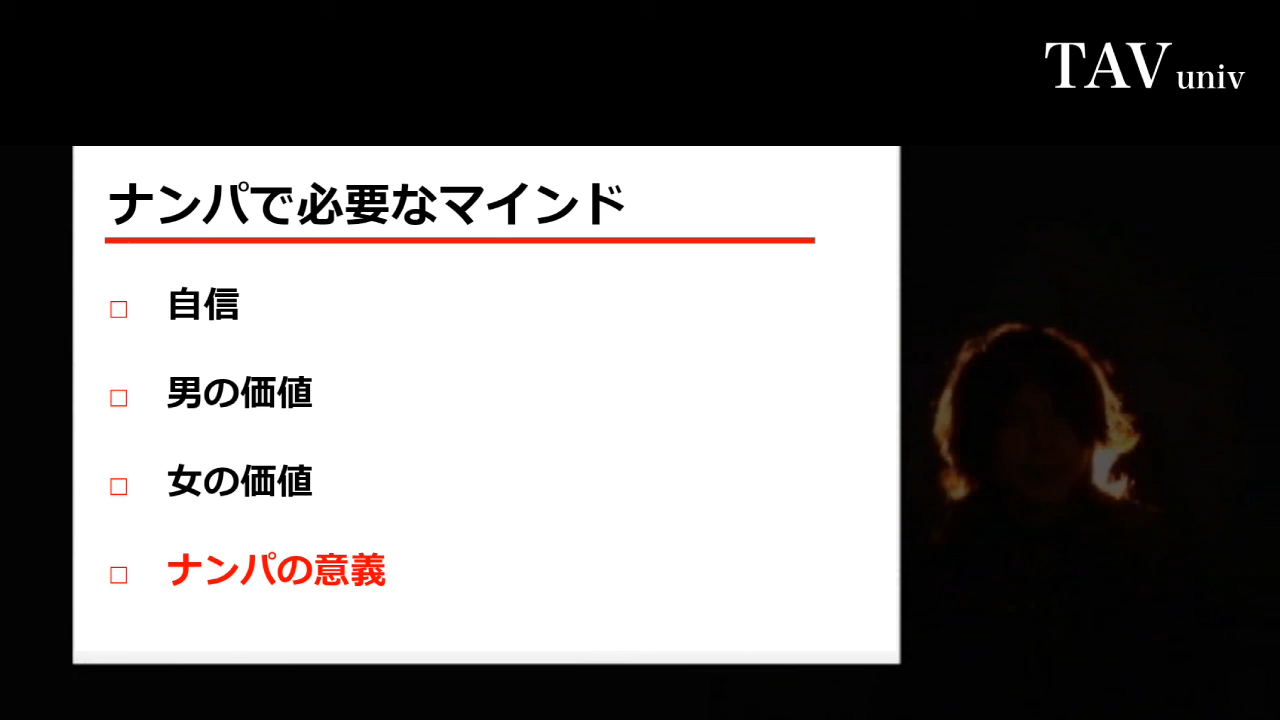 TAV univ
ナンパで必要なマインド
□ 自信
□ 男の価値
□ 女の価値
□ ナンパの意義